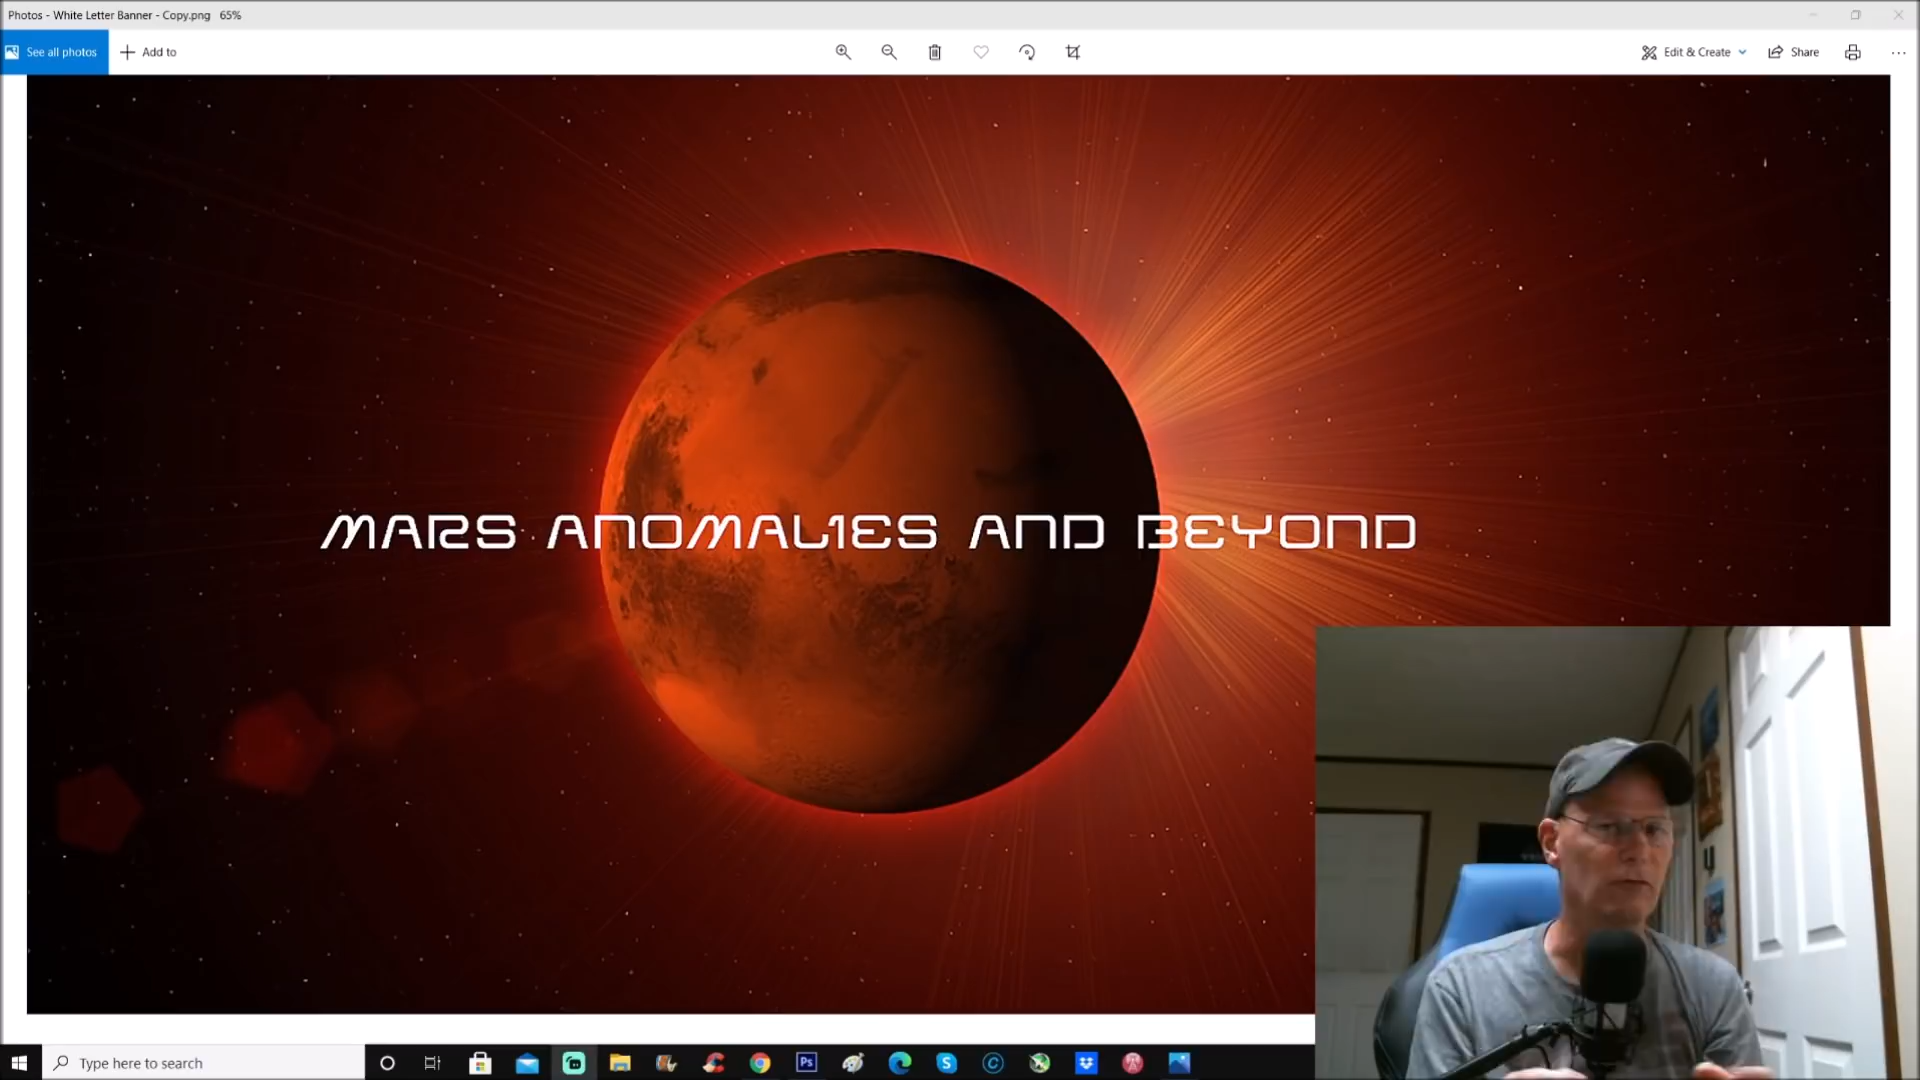 Photos - White Letter Banner - Copy.png 65%
See all photos
Add to
Edit & Create
Share
MARS ANOMALIES AND BEYOND
Type here to search
Ps